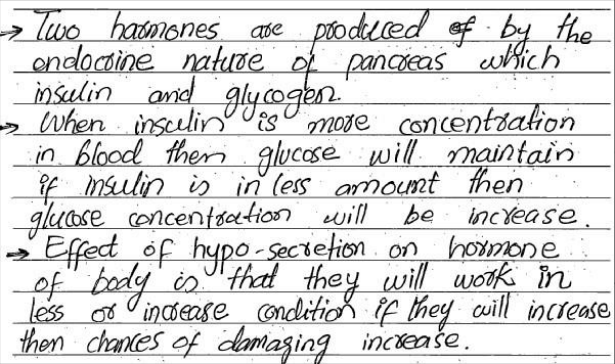 → Two harmones are produced of by the
endocrine nature of pancreas which
insulin and glycogen.
→ When insulin is more concentration
in blood then glucose will maintain
if insulin is in less amount then
glucose concentration will be increase.
→ Effect of hypo-secretion on hormone
of body is that they will work in
less or increase condition if they will increase
then chances of damaging increase.